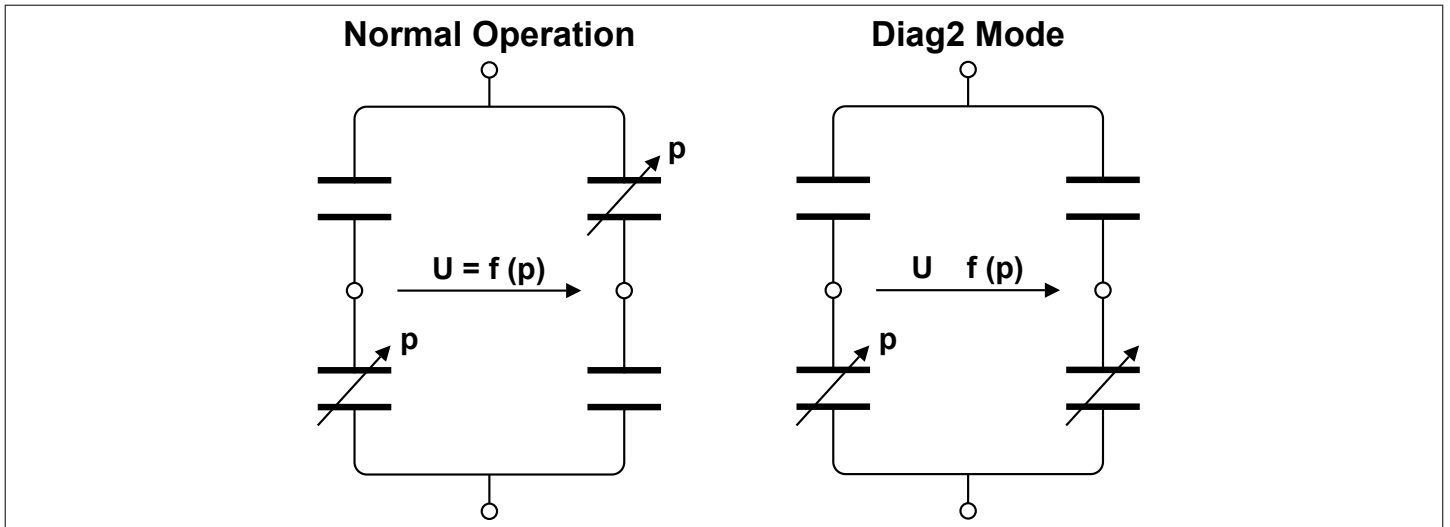 Normal Operation
Diag2 Mode
p
U = f (p)
U f (p)
p
p